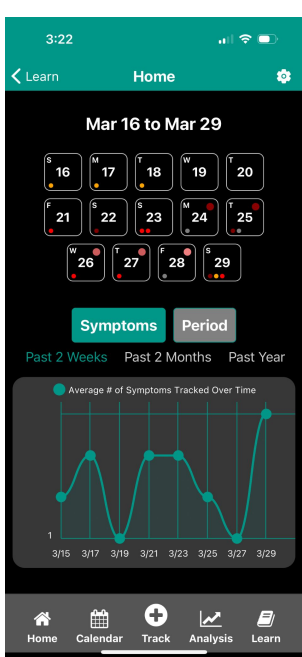 3:22
Learn Home
Mar 16 to Mar 29
S 16 M 17 T 18 W 19 T 20
F 21 S 22 S 23 M 24 T 25
W 26 T 27 F 28 S 29
Symptoms Period
Past 2 Weeks Past 2 Months Past Year
Average # of Symptoms Tracked Over Time
1
3/15 3/17 3/19 3/21 3/23 3/25 3/27 3/29
Home Calendar Track Analysis Learn